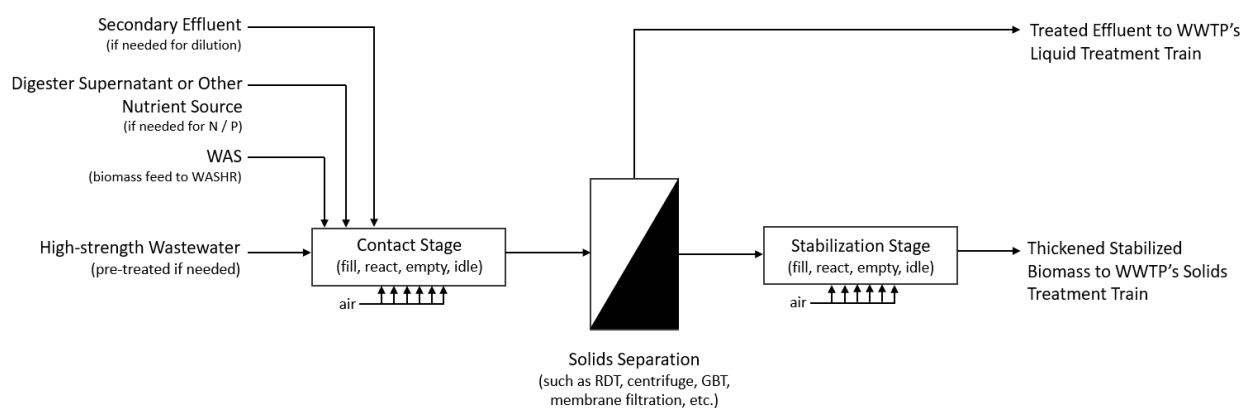 Secondary Effluent
(if needed for dilution)
Digester Supernatant or Other
Nutrient Source
(if needed for N / P)
WAS
(biomass feed to WASHR)
High-strength Wastewater
(pre-treated if needed)
Contact Stage
(fill, react, empty, idle)
air
Solids Separation
(such as RDT, centrifuge, GBT,
membrane filtration, etc.)
Stabilization Stage
(fill, react, empty, idle)
air
Treated Effluent to WWTP's
Liquid Treatment Train
Thickened Stabilized
Biomass to WWTP's Solids
Treatment Train